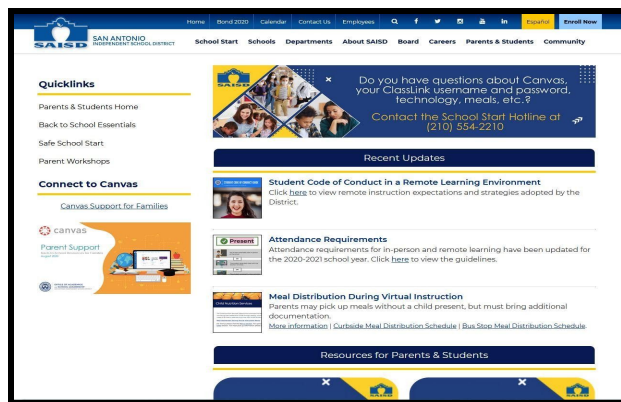 Home Bond 2020 Calendar Contact Us Employees Español Enroll Now
SAISD
SAN ANTONIO
INDEPENDENT SCHOOL DISTRICT
School Start Schools Departments About SAISD Board Careers Parents & Students Community
Quicklinks
Parents & Students Home
Back to School Essentials
Safe School Start
Parent Workshops
Connect to Canvas
Canvas Support for Families
canvas
Parent Support
SAISD
Do you have questions about Canvas,
your ClassLink username and password,
technology, meals, etc.?
Contact the School Start Hotline at
(210) 554-2210
Recent Updates
Student Code of Conduct in a Remote Learning Environment
Click here to view remote instruction expectations and strategies adopted by the
District.
Present
Attendance Requirements
Attendance requirements for in-person and remote learning have been updated for
the 2020-2021 school year. Click here to view the guidelines.
Child Nutrition Services
Meal Distribution During Virtual Instruction
Parents may pick up meals without a child present, but must bring additional
documentation.
More information | Curbside Meal Distribution Schedule | Bus Stop Meal Distribution Schedule.
Resources for Parents & Students
SAISD
SAISD